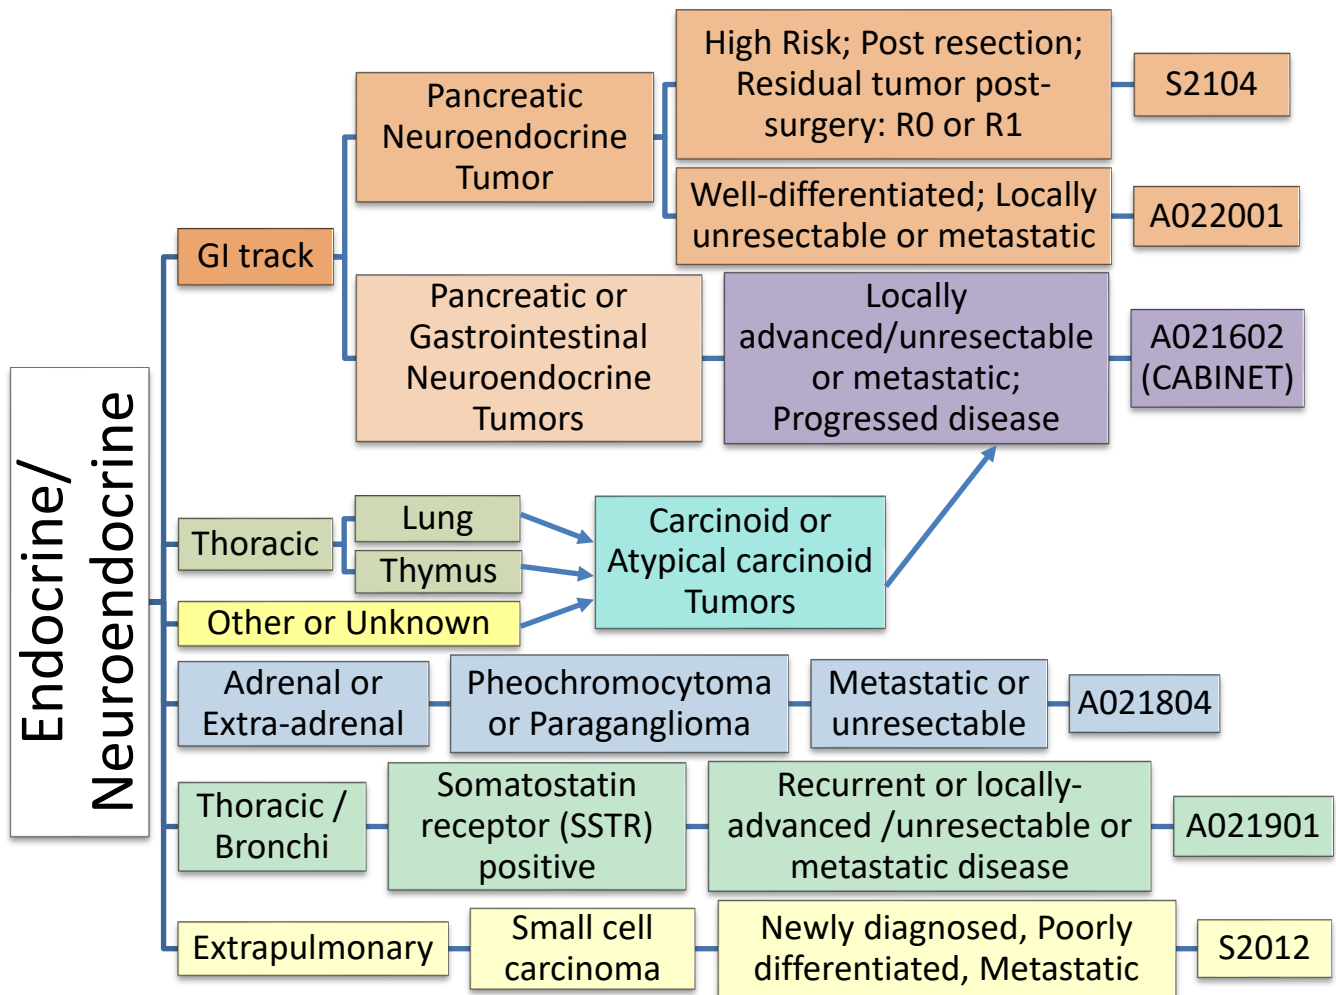 Endocrine/
Neuroendocrine
GI track
Pancreatic
Neuroendocrine
Tumor
High Risk; Post resection;
Residual tumor post-
surgery: R0 or R1
S2104
Well-differentiated; Locally
unresectable or metastatic
A022001
Pancreatic or
Gastrointestinal
Neuroendocrine
Tumors
Locally
advanced/unresectable
or metastatic;
Progressed disease
A021602
(CABINET)
Thoracic
Lung
Thymus
Other or Unknown
Carcinoid or
Atypical carcinoid
Tumors
Adrenal or
Extra-adrenal
Pheochromocytoma
or Paraganglioma
Metastatic or
unresectable
A021804
Thoracic /
Bronchi
Somatostatin
receptor (SSTR)
positive
Recurrent or locally-
advanced /unresectable or
metastatic disease
A021901
Extrapulmonary
Small cell
carcinoma
Newly diagnosed, Poorly
differentiated, Metastatic
S2012